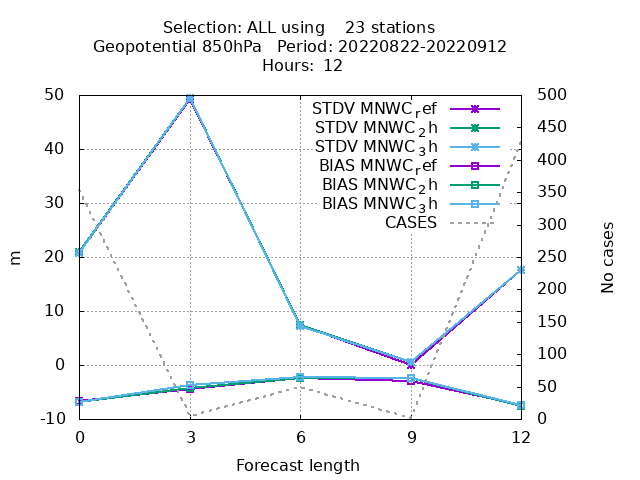 Selection: ALL using    23 stations
Geopotential 850hPa   Period: 20220822-20220912
Hours: 12
50
40
30
20
10
0
-10
m
500
450
400
350
300
250
200
150
100
50
0
No cases
STDV MNWC_ref
STDV MNWC_2h
STDV MNWC_3h
BIAS MNWC_ref
BIAS MNWC_2h
BIAS MNWC_3h
CASES
0 3 6 9 12
Forecast length